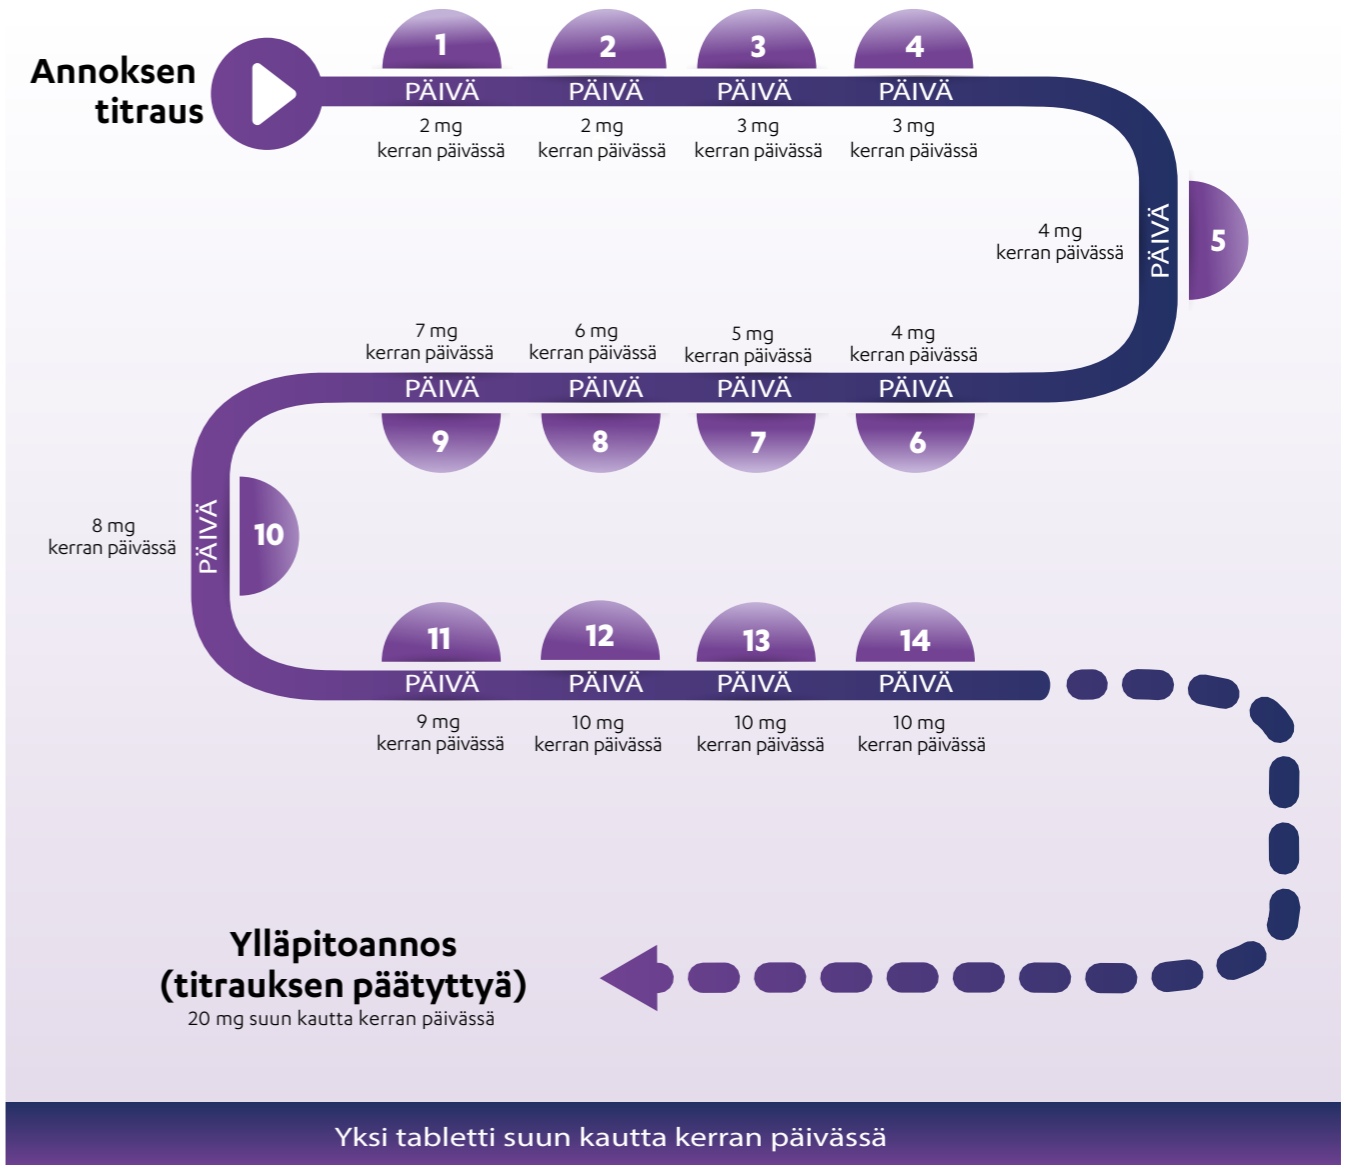 Annoksen
titraus
1
PÄIVÄ
2 mg
kerran päivässä
2
PÄIVÄ
2 mg
kerran päivässä
3
PÄIVÄ
3 mg
kerran päivässä
4
PÄIVÄ
3 mg
kerran päivässä
5
PÄIVÄ
4 mg
kerran päivässä
4 mg
kerran päivässä
PÄIVÄ
6
5 mg
kerran päivässä
PÄIVÄ
7
6 mg
kerran päivässä
PÄIVÄ
8
7 mg
kerran päivässä
PÄIVÄ
9
8 mg
kerran päivässä
PÄIVÄ
10
11
PÄIVÄ
9 mg
kerran päivässä
12
PÄIVÄ
10 mg
kerran päivässä
13
PÄIVÄ
10 mg
kerran päivässä
14
PÄIVÄ
10 mg
kerran päivässä
Ylläpitoannos
(titrauksen päätyttyä)
20 mg suun kautta kerran päivässä
Yksi tabletti suun kautta kerran päivässä